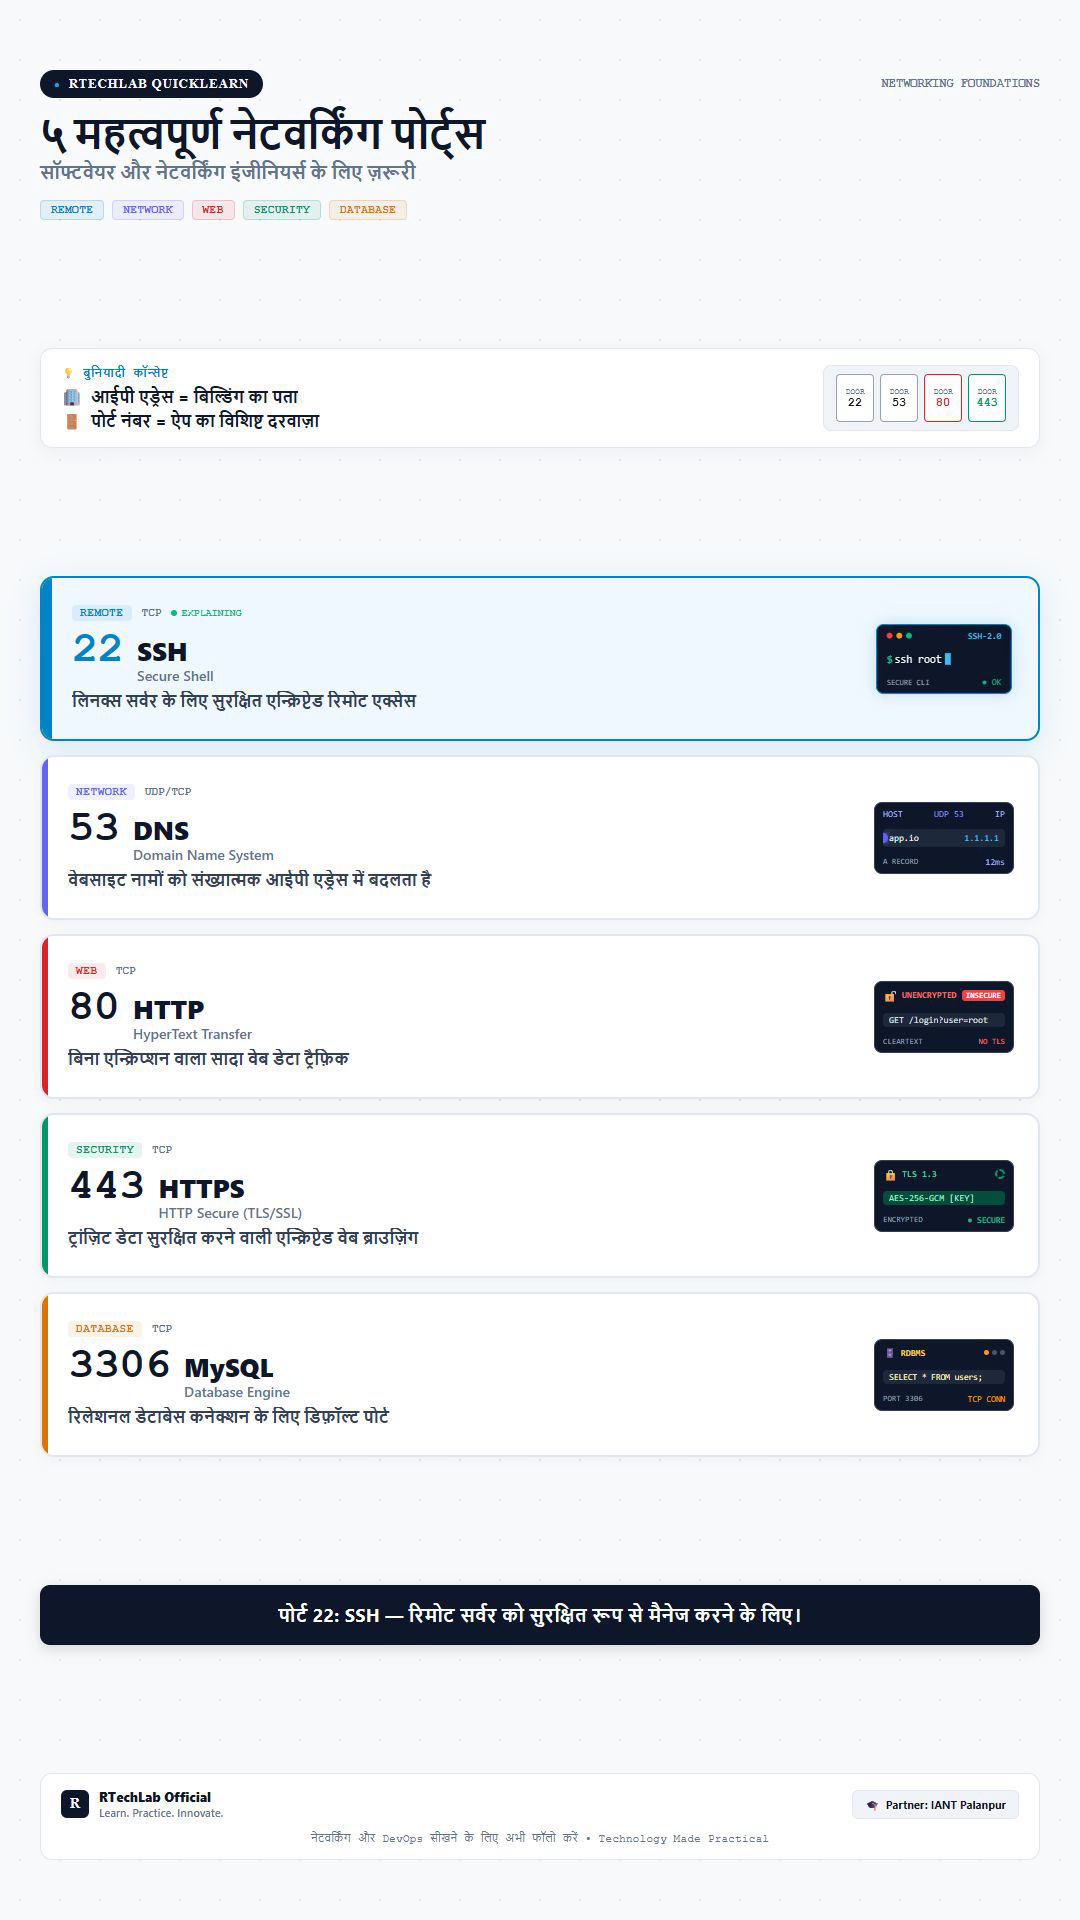 RTECHLAB QUICKLEARN
NETWORKING FOUNDATIONS
५ महत्वपूर्ण नेटवर्किंग पोर्ट्स
सॉफ्टवेयर और नेटवर्किंग इंजीनियर्स के लिए ज़रूरी
REMOTE NETWORK WEB SECURITY DATABASE
💡 बुनियादी कॉन्सेप्ट
🏢 आईपी एड्रेस = बिल्डिंग का पता
🚪 पोर्ट नंबर = ऐप का विशिष्ट दरवाज़ा
DOOR DOOR DOOR DOOR
22 53 80 443
REMOTE TCP ● EXPLAINING
22 SSH
Secure Shell
लिनक्स सर्वर के लिए सुरक्षित एन्क्रिप्टेड रिमोट एक्सेस
SSH-2.0
$ ssh root
SECURE CLI ● OK
NETWORK UDP/TCP
53 DNS
Domain Name System
वेबसाइट नामों को संख्यात्मक आईपी एड्रेस में बदलता है
HOST UDP 53 IP
app.io 1.1.1.1
A RECORD 12ms
WEB TCP
80 HTTP
HyperText Transfer
बिना एन्क्रिप्शन वाला सादा वेब डेटा ट्रैफ़िक
🔓 UNENCRYPTED INSECURE
GET /login?user=root
CLEARTEXT NO TLS
SECURITY TCP
443 HTTPS
HTTP Secure (TLS/SSL)
ट्रांज़िट डेटा सुरक्षित करने वाली एन्क्रिप्टेड वेब ब्राउज़िंग
🔒 TLS 1.3
AES-256-GCM [KEY]
ENCRYPTED ● SECURE
DATABASE TCP
3306 MySQL
Database Engine
रिलेशनल डेटाबेस कनेक्शन के लिए डिफ़ॉल्ट पोर्ट
RDBMS
SELECT * FROM users;
PORT 3306 TCP CONN
पोर्ट 22: SSH — रिमोट सर्वर को सुरक्षित रूप से मैनेज करने के लिए।
R RTechLab Official
Learn. Practice. Innovate.
🎓 Partner: IANT Palanpur
नेटवर्किंग और DevOps सीखने के लिए अभी फॉलो करें • Technology Made Practical